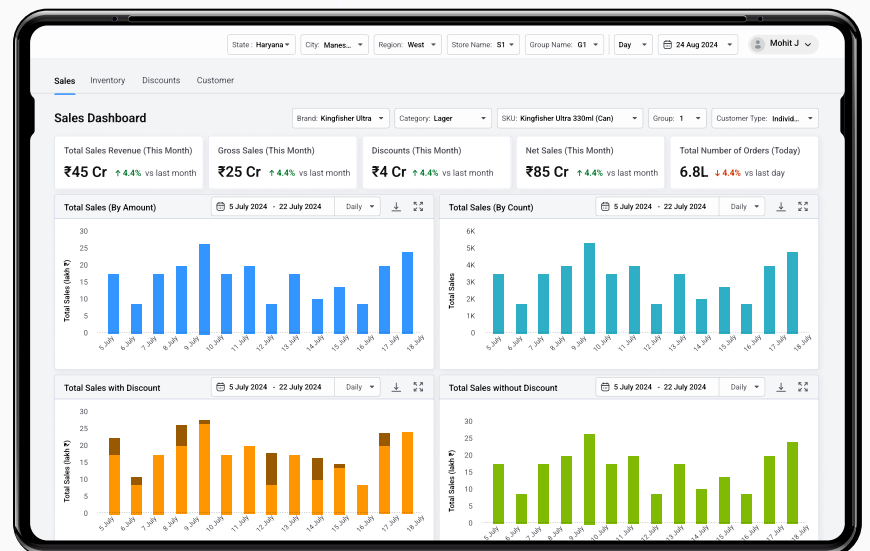 State : Haryana City: Manes... Region: West Store Name: S1 Group Name: G1 Day 24 Aug 2024 Mohit J
Sales Inventory Discounts Customer
Sales Dashboard Brand: Kingfisher Ultra Category: Lager SKU: Kingfisher Ultra 330ml (Can) Group: 1 Customer Type: Individ...
Total Sales Revenue (This Month) Gross Sales (This Month) Discounts (This Month) Net Sales (This Month) Total Number of Orders (Today)
₹45 Cr ↑ 4.4% vs last month ₹25 Cr ↑ 4.4% vs last month ₹4 Cr ↑ 4.4% vs last month ₹85 Cr ↑ 4.4% vs last month 6.8L ↓ 4.4% vs last day
Total Sales (By Amount) 5 July 2024 - 22 July 2024 Daily
30
25
20
15
10
5
0
Total Sales (lakh ₹)
5 July 6 July 7 July 8 July 9 July 10 July 11 July 12 July 13 July 14 July 15 July 16 July 17 July 18 July
Total Sales (By Count) 5 July 2024 - 22 July 2024 Daily
6K
5K
4K
3K
2K
1K
0
Total Sales
5 July 6 July 7 July 8 July 9 July 10 July 11 July 12 July 13 July 14 July 15 July 16 July 17 July 18 July
Total Sales with Discount 5 July 2024 - 22 July 2024 Daily
30
25
20
15
10
5
0
Total Sales (lakh ₹)
5 July 6 July 7 July 8 July 9 July 10 July 11 July 12 July 13 July 14 July 15 July 16 July 17 July 18 July
Total Sales without Discount 5 July 2024 - 22 July 2024 Daily
30
25
20
15
10
5
0
Total Sales (lakh ₹)
5 July 6 July 7 July 8 July 9 July 10 July 11 July 12 July 13 July 14 July 15 July 16 July 17 July 18 July